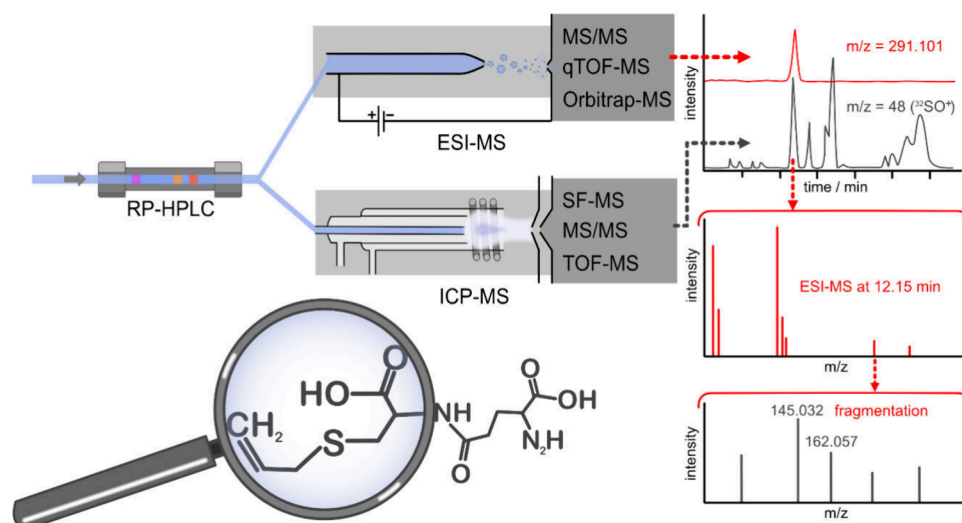 MS/MS
qTOF-MS
Orbitrap-MS
+ −
ESI-MS
RP-HPLC
SF-MS
MS/MS
TOF-MS
ICP-MS
intensity
m/z = 291.101
m/z = 48 (³²SO⁺)
time / min
intensity
ESI-MS at 12.15 min
m/z
intensity
145.032 fragmentation
162.057
m/z
O
HO
CH₂
S
NH
O
O
OH
N₂H